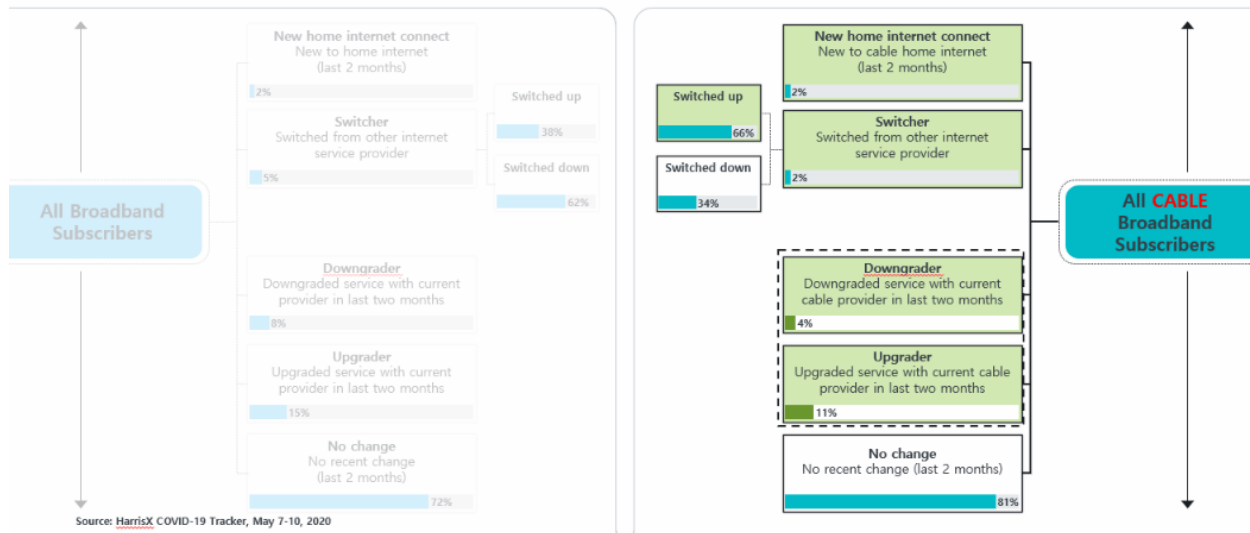 New home internet connect
New to home internet
(last 2 months)
2%
Switcher
Switched from other internet
service provider
5%
Switched up
38%
Switched down
62%
All Broadband
Subscribers
Downgrader
Downgraded service with current
provider in last two months
8%
Upgrader
Upgraded service with current
provider in last two months
15%
No change
No recent change
(last 2 months)
72%
Source: HarrisX COVID-19 Tracker, May 7-10, 2020
New home internet connect
New to cable home internet
(last 2 months)
2%
Switched up
66%
Switched down
34%
Switcher
Switched from other internet
service provider
2%
All CABLE
Broadband
Subscribers
Downgrader
Downgraded service with current
cable provider in last two months
4%
Upgrader
Upgraded service with current cable
provider in last two months
11%
No change
No recent change (last 2 months)
81%